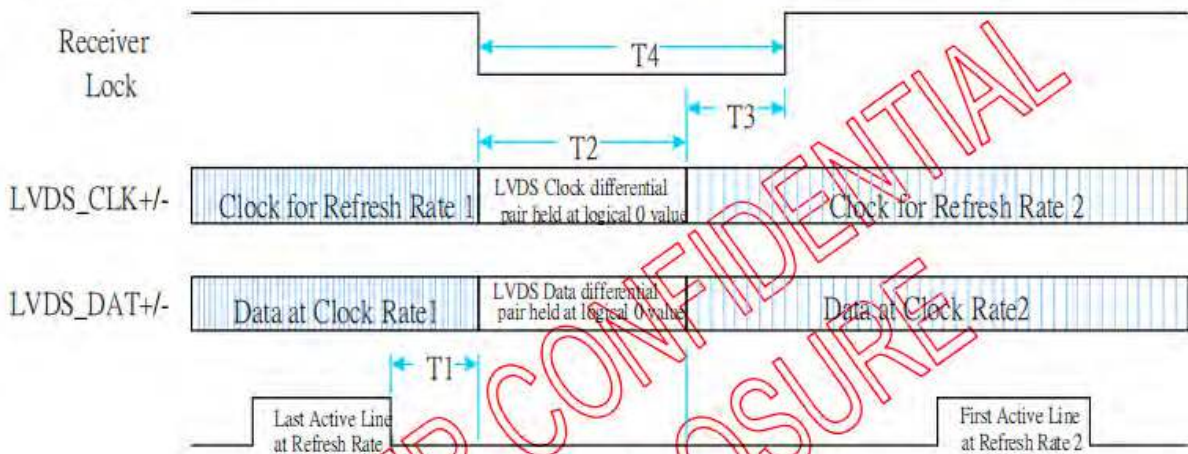 Receiver
Lock
T4
T3
T2
LVDS_CLK+/-
Clock for Refresh Rate 1
LVDS Clock differential
pair held at logical 0 value
Clock for Refresh Rate 2
LVDS_DAT+/-
Data at Clock Rate1
LVDS Data differential
pair held at logical 0 value
Data at Clock Rate2
T1
Last Active Line
at Refresh Rate
First Active Line
at Refresh Rate 2
CONFIDENTIAL